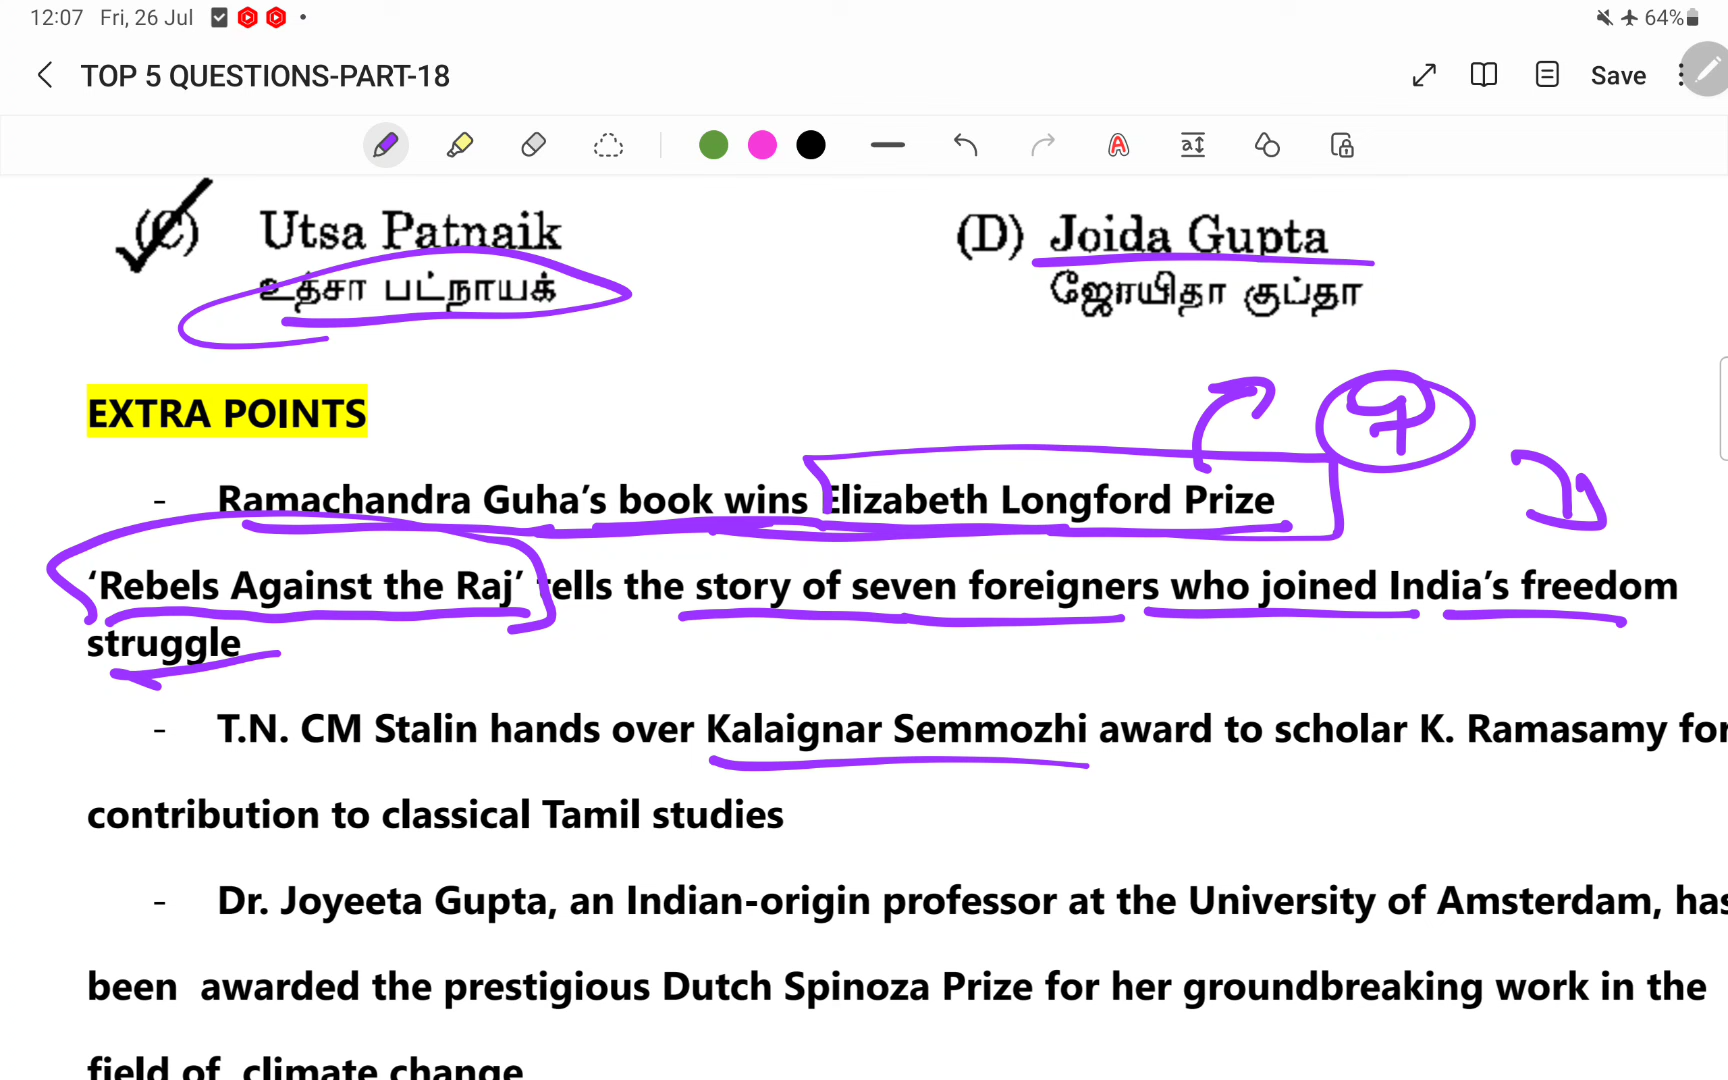 12:07 Fri, 26 Jul
64%
TOP 5 QUESTIONS-PART-18
Save
(C) Utsa Patnaik (D) Joida Gupta
உத்சா பட்நாயக் ஜோயிதா குப்தா
EXTRA POINTS
- Ramachandra Guha’s book wins Elizabeth Longford Prize
‘Rebels Against the Raj’ tells the story of seven foreigners who joined India’s freedom
struggle
- T.N. CM Stalin hands over Kalaignar Semmozhi award to scholar K. Ramasamy for
contribution to classical Tamil studies
- Dr. Joyeeta Gupta, an Indian-origin professor at the University of Amsterdam, has
been awarded the prestigious Dutch Spinoza Prize for her groundbreaking work in the
field of climate change